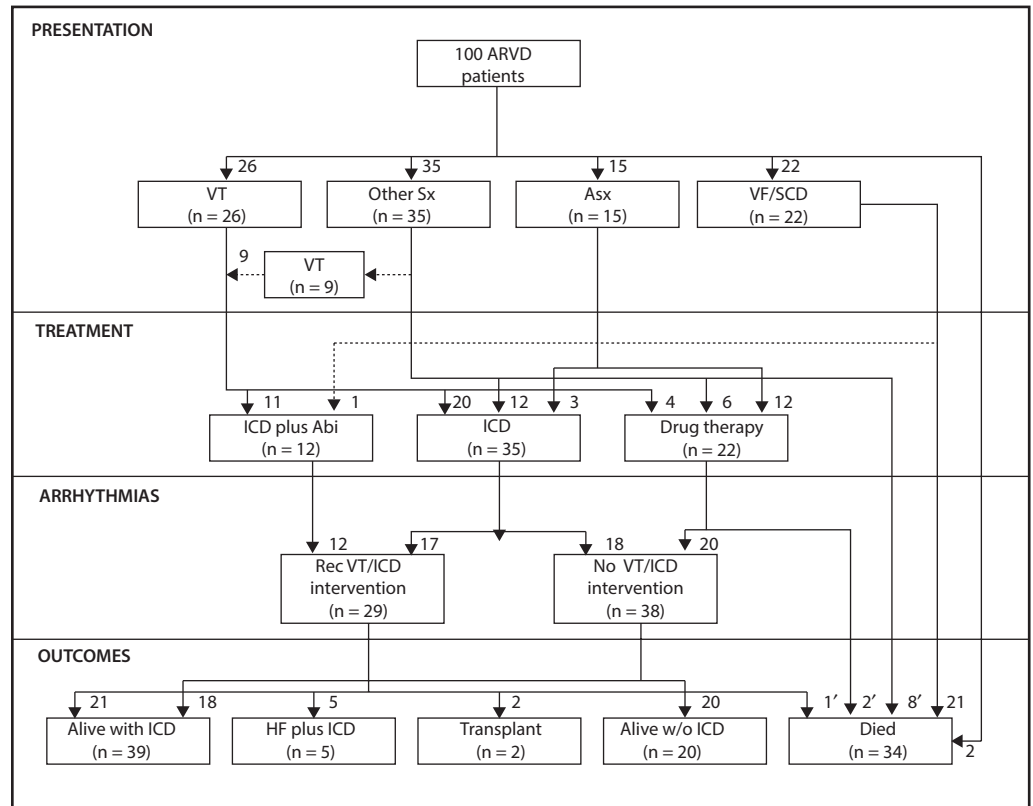 PRESENTATION
100 ARVD
patients
26
35
15
22
VT
(n = 26)
Other Sx
(n = 35)
Asx
(n = 15)
VF/SCD
(n = 22)
9
VT
(n = 9)
TREATMENT
11
1
20
12
3
4
6
12
ICD plus Abi
(n = 12)
ICD
(n = 35)
Drug therapy
(n = 22)
ARRHYTHMIAS
12
17
18
20
Rec VT/ICD
intervention
(n = 29)
No VT/ICD
intervention
(n = 38)
OUTCOMES
21
18
5
2
20
1′
2′
8′
21
Alive with ICD
(n = 39)
HF plus ICD
(n = 5)
Transplant
(n = 2)
Alive w/o ICD
(n = 20)
Died
(n = 34)
2